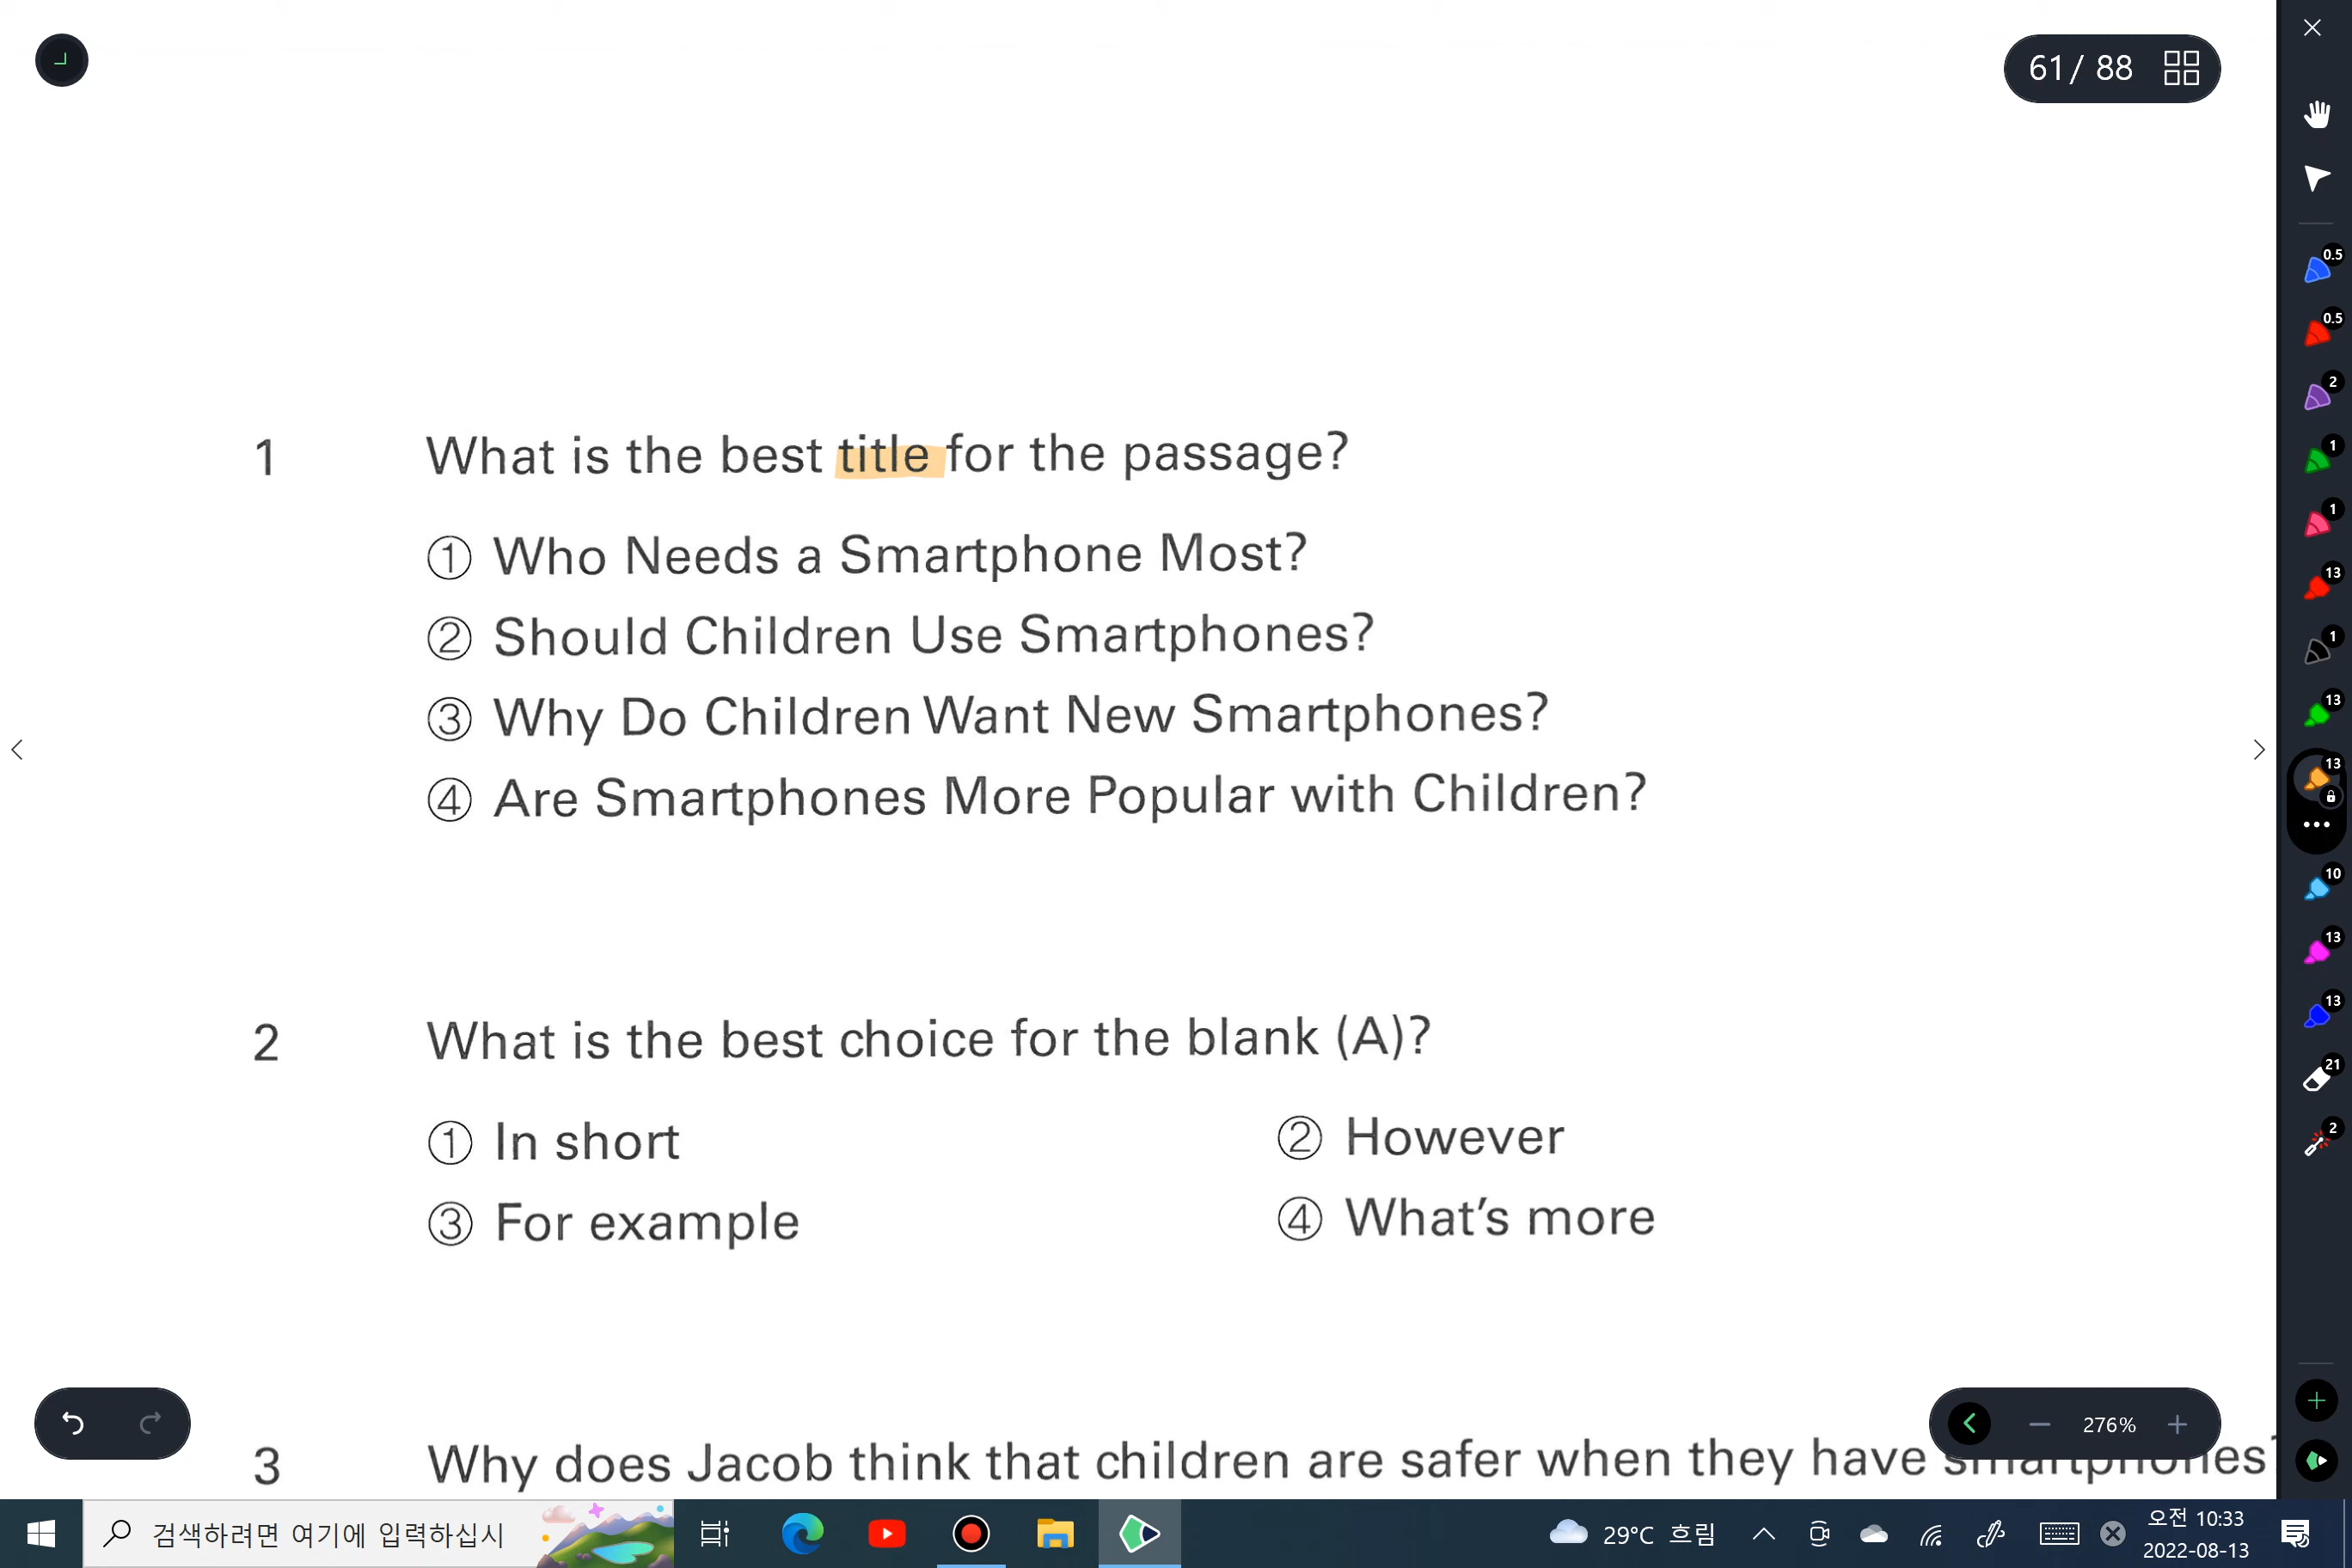 61/ 88
0.5
0.5
2
1
1
13
1
13
13
10
13
13
21
2
1 What is the best title for the passage?
① Who Needs a Smartphone Most?
② Should Children Use Smartphones?
③ Why Do Children Want New Smartphones?
④ Are Smartphones More Popular with Children?
2 What is the best choice for the blank (A)?
① In short ② However
③ For example ④ What's more
3 Why does Jacob think that children are safer when they have smartphones?
276%
검색하려면 여기에 입력하십시
29°C 흐림
오전 10:33
2022-08-13